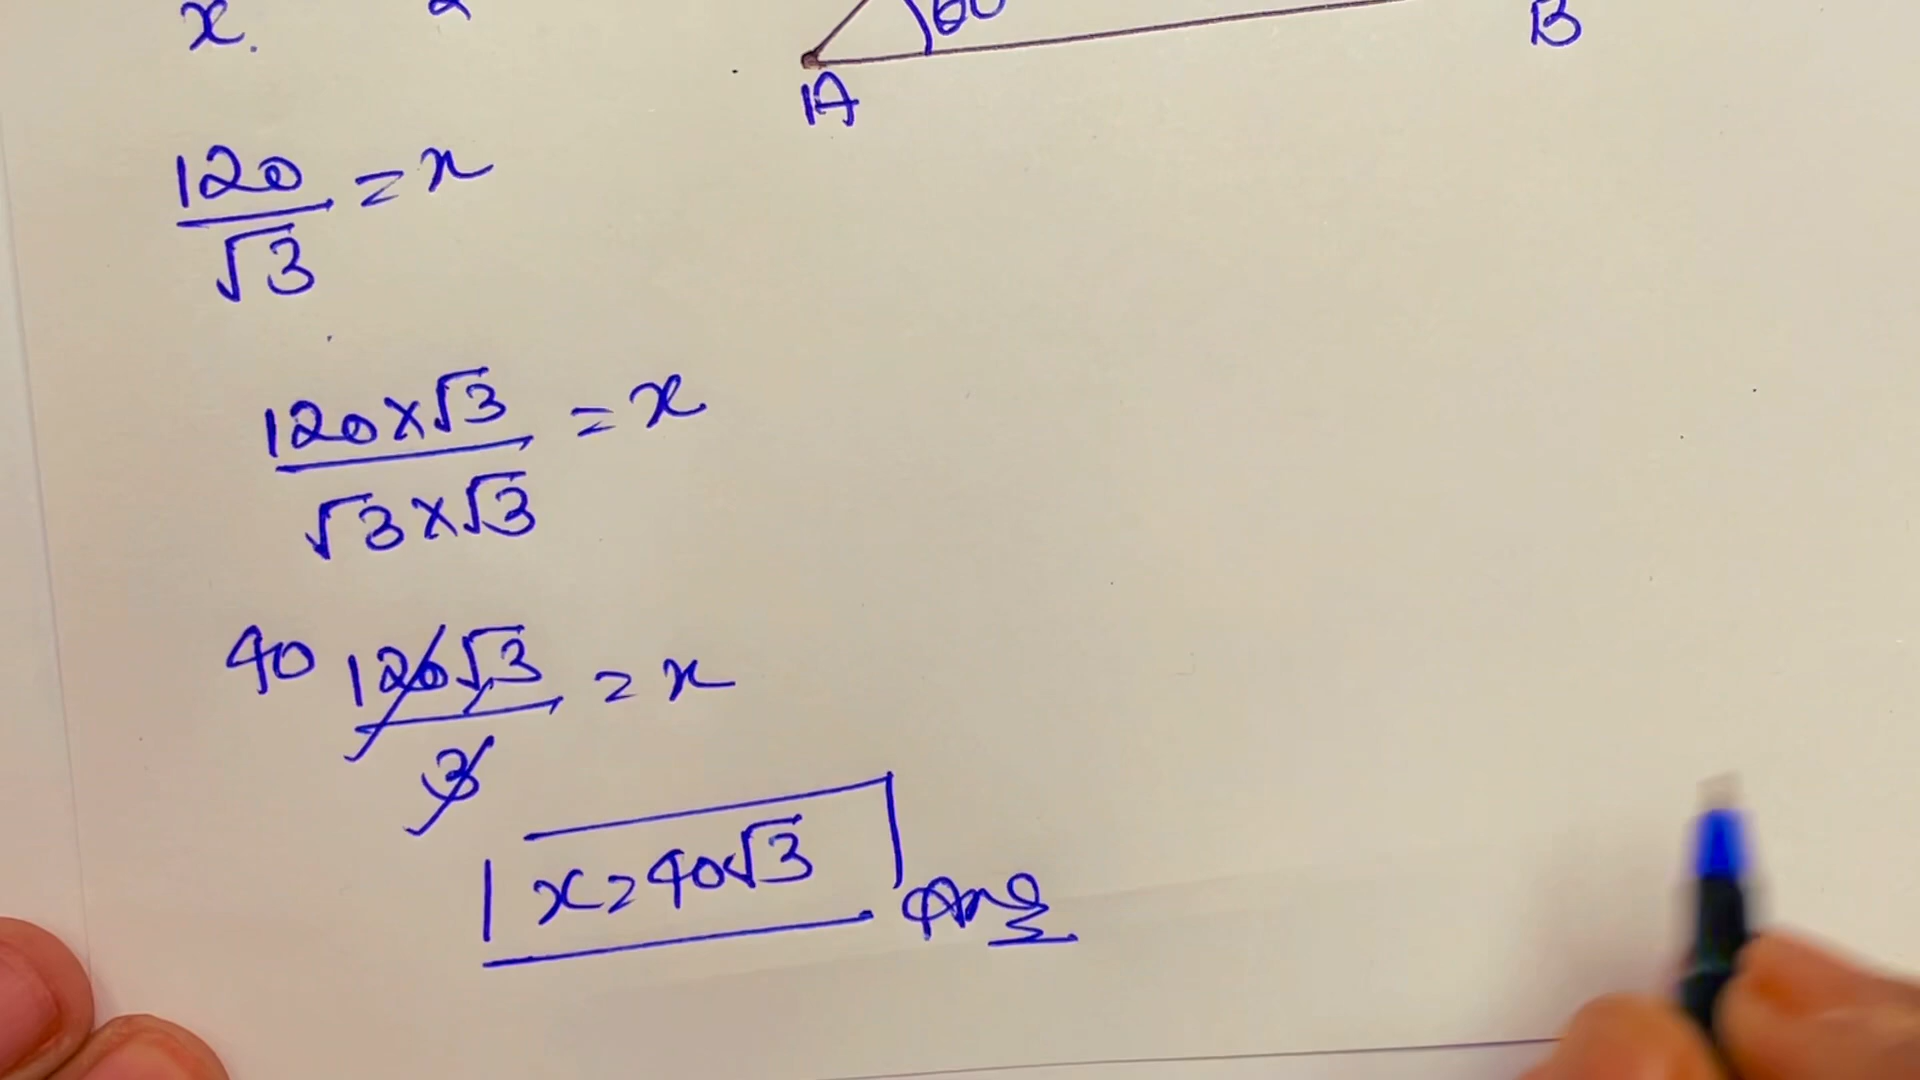 x.
60
B
A
120/√3 = x
120×√3/√3×√3 = x
40 120√3/3 = x
x=40√3 Ans